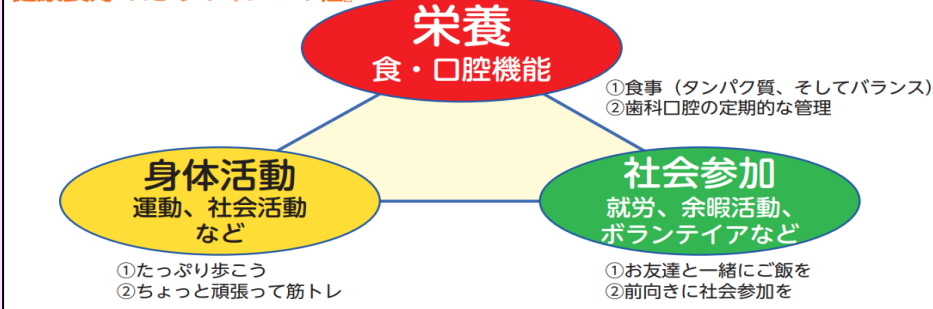 栄養
食・口腔機能
①食事（タンパク質、そしてバランス）
②歯科口腔の定期的な管理
身体活動
運動、社会活動
など
①たっぷり歩こう
②ちょっと頑張って筋トレ
社会参加
就労、余暇活動、
ボランテイアなど
①お友達と一緒にご飯を
②前向きに社会参加を